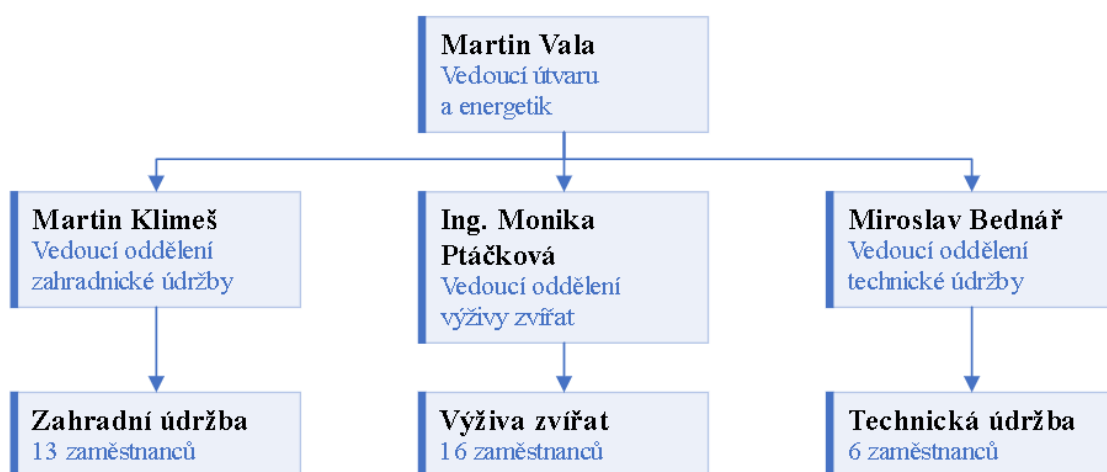 Martin Vala
Vedoucí útvaru
a energetik
Martin Klimeš
Vedoucí oddělení
zahradnické údržby
Ing. Monika
Ptáčková
Vedoucí oddělení
výživy zvířat
Miroslav Bednář
Vedoucí oddělení
technické údržby
Zahradní údržba
13 zaměstnanců
Výživa zvířat
16 zaměstnanců
Technická údržba
6 zaměstnanců